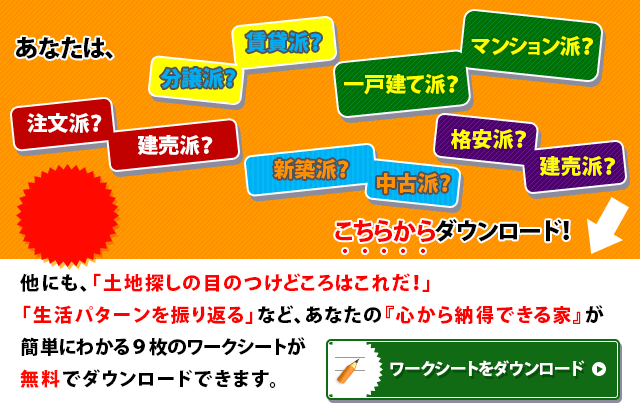 あなたは、
賃貸派?
分譲派?
マンション派?
一戸建て派?
注文派?
建売派?
新築派?
中古派?
格安派?
建売派?
こちらからダウンロード!
他にも、「土地探しの目のつけどころはこれだ!」
「生活パターンを振り返る」など、あなたの『心から納得できる家』が
簡単にわかる9枚のワークシートが
無料でダウンロードできます。
ワークシートをダウンロード